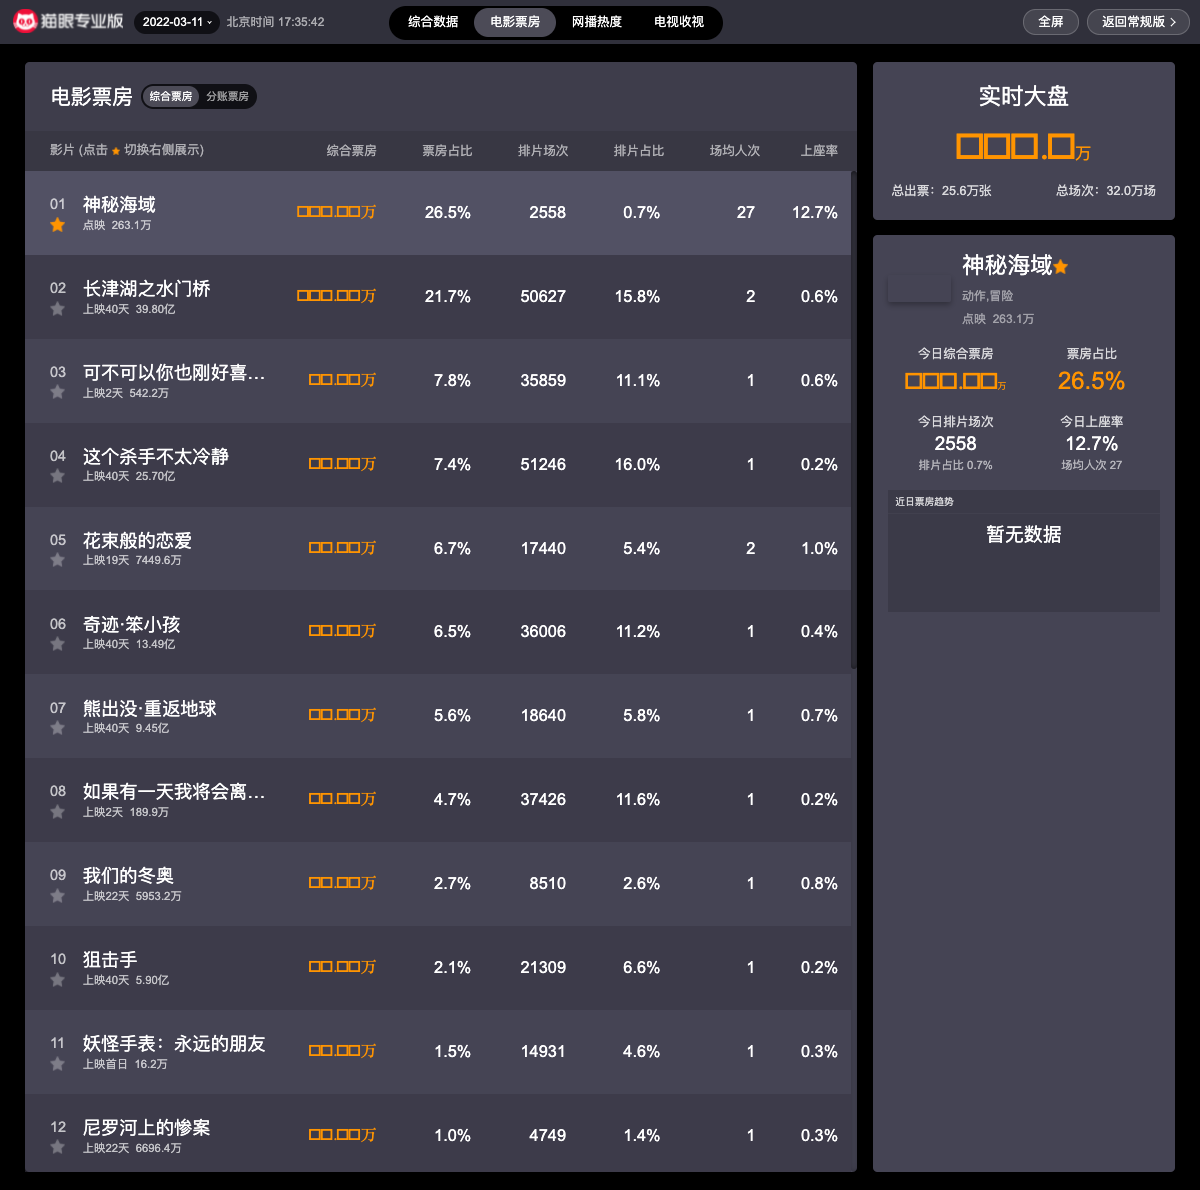 猫眼专业版 2022-03-11 北京时间 17:35:42 综合数据 电影票房 网播热度 电视收视 全屏 返回常规版
电影票房 综合票房 分账票房
影片 (点击 ★ 切换右侧展示) 综合票房 票房占比 排片场次 排片占比 场均人次 上座率
01 神秘海域 □□□.□□万 26.5% 2558 0.7% 27 12.7%
点映 263.1万
02 长津湖之水门桥 □□□.□□万 21.7% 50627 15.8% 2 0.6%
上映40天 39.80亿
03 可不可以你也刚好喜... □□.□□万 7.8% 35859 11.1% 1 0.6%
上映2天 542.2万
04 这个杀手不太冷静 □□.□□万 7.4% 51246 16.0% 1 0.2%
上映40天 25.70亿
05 花束般的恋爱 □□.□□万 6.7% 17440 5.4% 2 1.0%
上映19天 7449.6万
06 奇迹·笨小孩 □□.□□万 6.5% 36006 11.2% 1 0.4%
上映40天 13.49亿
07 熊出没·重返地球 □□.□□万 5.6% 18640 5.8% 1 0.7%
上映40天 9.45亿
08 如果有一天我将会离... □□.□□万 4.7% 37426 11.6% 1 0.2%
上映2天 189.9万
09 我们的冬奥 □□.□□万 2.7% 8510 2.6% 1 0.8%
上映22天 5953.2万
10 狙击手 □□.□□万 2.1% 21309 6.6% 1 0.2%
上映40天 5.90亿
11 妖怪手表：永远的朋友 □□.□□万 1.5% 14931 4.6% 1 0.3%
上映首日 16.2万
12 尼罗河上的惨案 □□.□□万 1.0% 4749 1.4% 1 0.3%
上映22天 6696.4万
实时大盘
□□□.□万
总出票：25.6万张 总场次：32.0万场
神秘海域
动作,冒险
点映 263.1万
今日综合票房 票房占比
□□□.□□万 26.5%
今日排片场次 今日上座率
2558 12.7%
排片占比 0.7% 场均人次 27
近日票房趋势
暂无数据